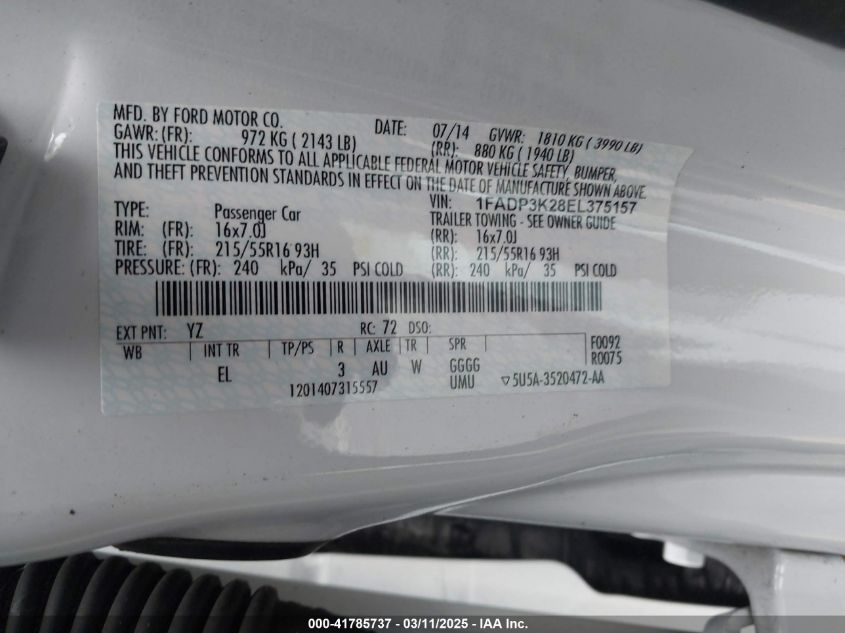 MFD. BY FORD MOTOR CO.
DATE: 07/14 GVWR: 1810 KG ( 3990 LB)
GAWR: (FR): 972 KG ( 2143 LB) (RR): 880 KG ( 1940 LB)
THIS VEHICLE CONFORMS TO ALL APPLICABLE FEDERAL MOTOR VEHICLE SAFETY, BUMPER,
AND THEFT PREVENTION STANDARDS IN EFFECT ON THE DATE OF MANUFACTURE SHOWN ABOVE.
VIN: 1FADP3K28EL375157
TYPE: Passenger Car TRAILER TOWING - SEE OWNER GUIDE
RIM: (FR): 16x7.0J (RR): 16x7.0J
TIRE: (FR): 215/55R16 93H (RR): 215/55R16 93H
PRESSURE: (FR): 240 kPa/ 35 PSI COLD (RR): 240 kPa/ 35 PSI COLD
EXT PNT: YZ RC: 72 DSO:
WB INT TR TP/PS R AXLE TR SPR F0092
R0075
EL 3 AU W GGGG
UMU
1201407315557 ▽5U5A-3520472-AA
000-41785737 - 03/11/2025 - IAA Inc.